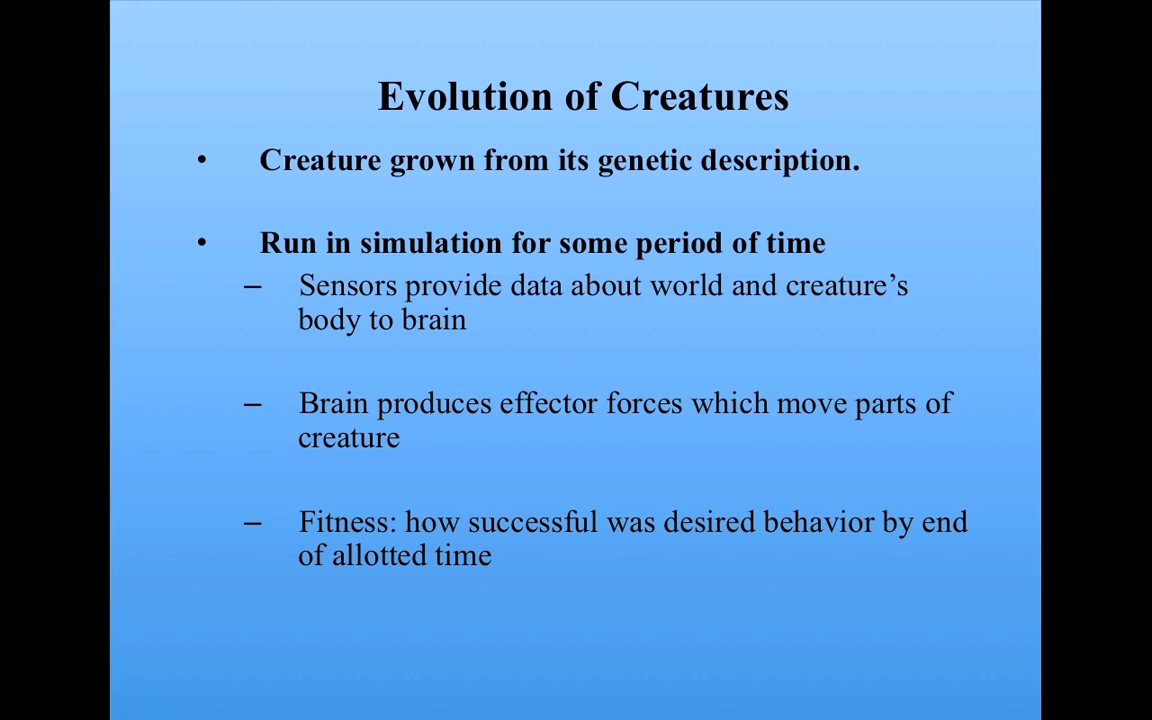 Evolution of Creatures
• Creature grown from its genetic description.
• Run in simulation for some period of time
– Sensors provide data about world and creature’s
body to brain
– Brain produces effector forces which move parts of
creature
– Fitness: how successful was desired behavior by end
of allotted time